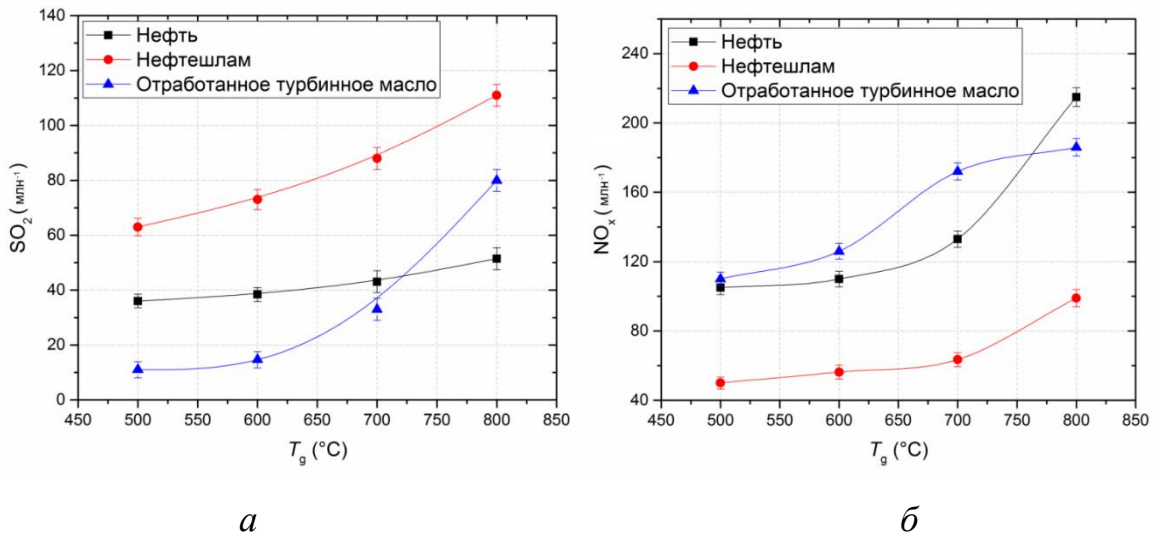 Нефть
Нефтешлам
Отработанное турбинное масло
140
120
100
80
60
40
20
0
SO2 (млн-1)
450 500 550 600 650 700 750 800 850
Tg (°C)
а
Нефть
Нефтешлам
Отработанное турбинное масло
240
200
160
120
80
40
NOx (млн-1)
450 500 550 600 650 700 750 800 850
Tg (°C)
б